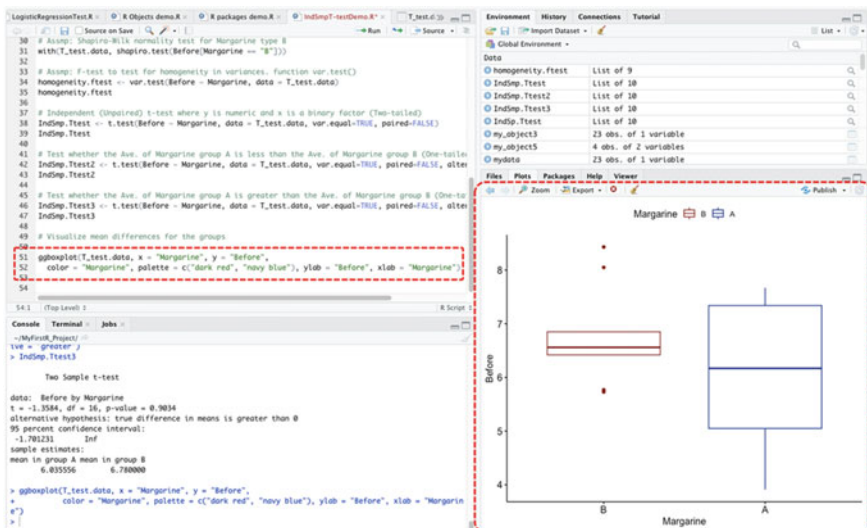 LogisticRegressionTest.R × R Objects demo.R × R packages demo.R × IndSmpT-testDemo.R* ×
Source on Save Run Source
30 # Assmp: Shapiro-Wilk normality test for Margarine type B
31 with(T_test.data, shapiro.test(Before[Margarine == "B"]))
32
33 # Assmp; F-test to test for homogeneity in variances. function var.test()
34 homogeneity.ftest <- var.test(Before ~ Margarine, data = T_test.data)
35 homogeneity.ftest
36
37 # Independent (Unpaired) t-test where y is numeric and x is a binary factor (Two-tailed)
38 IndSmp.Ttest <- t.test(Before ~ Margarine, data = T_test.data, var.equal=TRUE, paired=FALSE)
39 IndSmp.Ttest
40
41 # Test whether the Ave. of Margarine group A is less than the Ave. of Margarine group B (One-taile
42 IndSmp.Ttest2 <- t.test(Before ~ Margarine, data = T_test.data, var.equal=TRUE, paired=FALSE, alte
43 IndSmp.Ttest2
44
45 # Test whether the Ave. of Margarine group A is greater than the Ave. of Margarine group B (One-ta
46 IndSmp.Ttest3 <- t.test(Before ~ Margarine, data = T_test.data, var.equal=TRUE, paired=FALSE, alte
47 IndSmp.Ttest3
48
49 # Visualize mean differences for the groups
50
51 ggboxplot(T_test.data, x = "Margarine", y = "Before",
52 color = "Margarine", palette = c("dark red", "navy blue"), ylab = "Before", xlab = "Margarine")
53
54
54:1 (Top Level) R Script
Console Terminal × Jobs ×
~/MyFirstR_Project/
tive = "greater")
> IndSmp.Ttest3
Two Sample t-test
data: Before by Margarine
t = -1.3584, df = 16, p-value = 0.9034
alternative hypothesis: true difference in means is greater than 0
95 percent confidence interval:
-1.701231 Inf
sample estimates:
mean in group A mean in group B
6.035556 6.780000
> ggboxplot(T_test.data, x = "Margarine", y = "Before",
+ color = "Margarine", palette = c("dark red", "navy blue"), ylab = "Before", xlab = "Margarin
e")
>
Environment History Connections Tutorial
Import Dataset List
Global Environment
Data
homogeneity.ftest List of 9
IndSmp.Ttest List of 10
IndSmp.Ttest2 List of 10
IndSmp.Ttest3 List of 10
IndSp.Ttest List of 10
my_object3 23 obs. of 1 variable
my_object5 4 obs. of 2 variables
mydata 23 obs. of 1 variable
Files Plots Packages Help Viewer
Zoom Export Publish
Margarine B A
Before
8
7
6
5
4
B A
Margarine